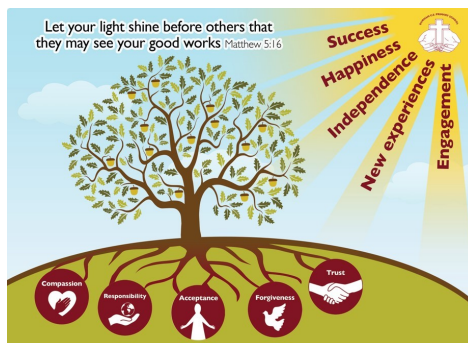 Let your light shine before others that
they may see your good works Matthew 5:16
Success
Happiness
Independence
New experiences
Engagement
Compassion
Responsibility
Acceptance
Forgiveness
Trust